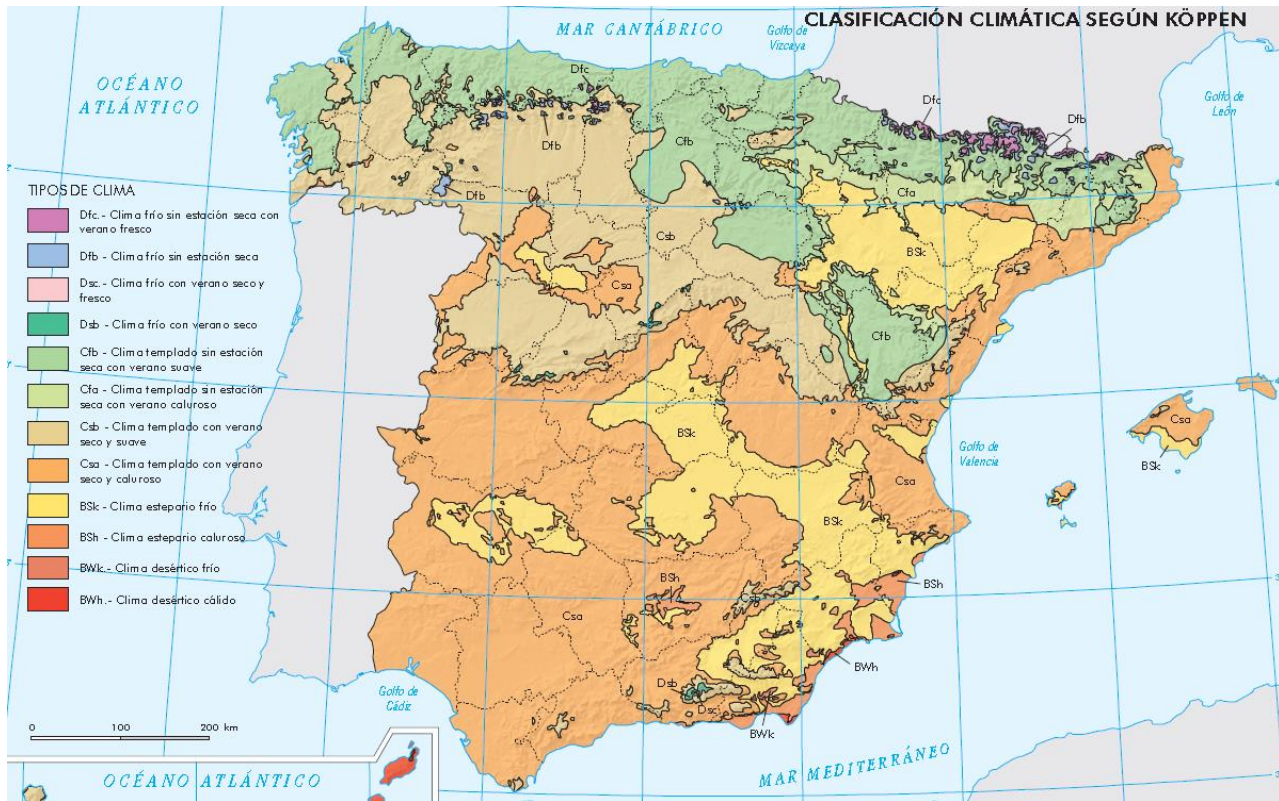 CLASIFICACIÓN CLIMÁTICA SEGÚN KÖPPEN
MAR CANTÁBRICO
Golfo de
Vizcaya
OCÉANO
ATLÁNTICO
Golfo de
León
Dfc
Dfc
Dfb
Dfb
Cfb
Dfb
Cfa
Csb
BSk
Csa
Cfb
TIPOS DE CLIMA
Dfc.- Clima frío sin estación seca con
verano fresco
Dfb - Clima frío sin estación seca
Dsc.- Clima frío con verano seco y
fresco
Dsb - Clima frío con verano seco
Cfb - Clima templado sin estación
seca con verano suave
Cfa - Clima templado sin estación
seca con verano caluroso
Csb - Clima templado con verano
seco y suave
Csa - Clima templado con verano
seco y caluroso
BSk - Clima estepario frío
BSh - Clima estepario caluroso
BWk.- Clima desértico frío
BWh.- Clima desértico cálido
BSk
Golfo de
Valencia
Csa
BSk
Csa
BSk
BSh
BSh
Csb
Csa
BWh
Dsb
Dsc
BWk
Golfo de
Cádiz
0 100 200 km
MAR MEDITERRÁNEO
OCÉANO ATLÁNTICO